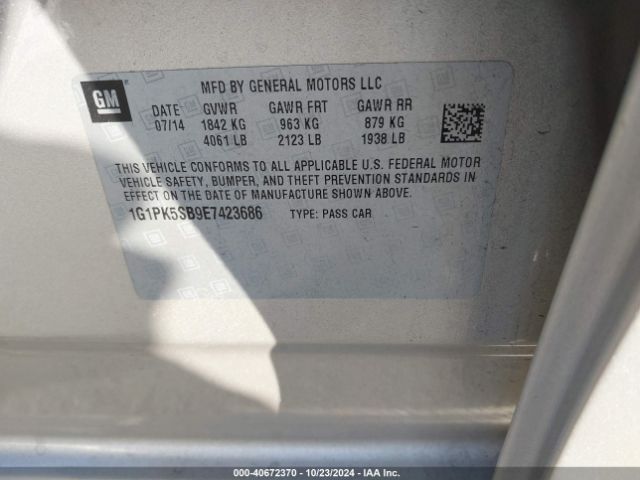 GM
MFD BY GENERAL MOTORS LLC
DATE GVWR GAWR FRT GAWR RR
07/14 1842 KG 963 KG 879 KG
4061 LB 2123 LB 1938 LB
THIS VEHICLE CONFORMS TO ALL APPLICABLE U.S. FEDERAL MOTOR
VEHICLE SAFETY, BUMPER, AND THEFT PREVENTION STANDARDS IN
EFFECT ON THE DATE OF MANUFACTURE SHOWN ABOVE.
1G1PK5SB9E7423686 TYPE: PASS CAR
000-40672370 - 10/23/2024 - IAA Inc.